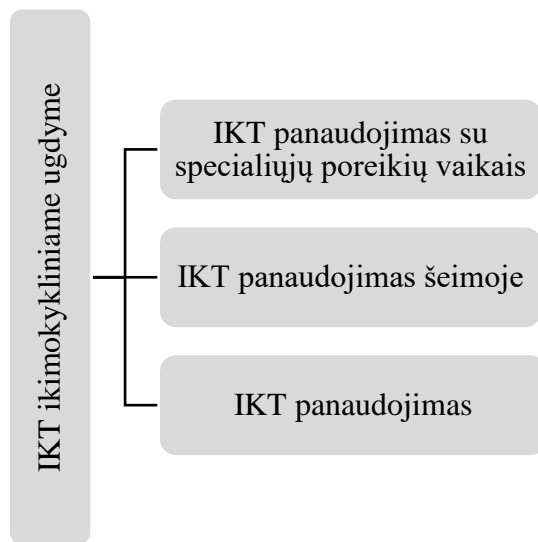 IKT ikimokykliniame ugdyme
IKT panaudojimas su
specialiųjų poreikių vaikais
IKT panaudojimas šeimoje
IKT panaudojimas